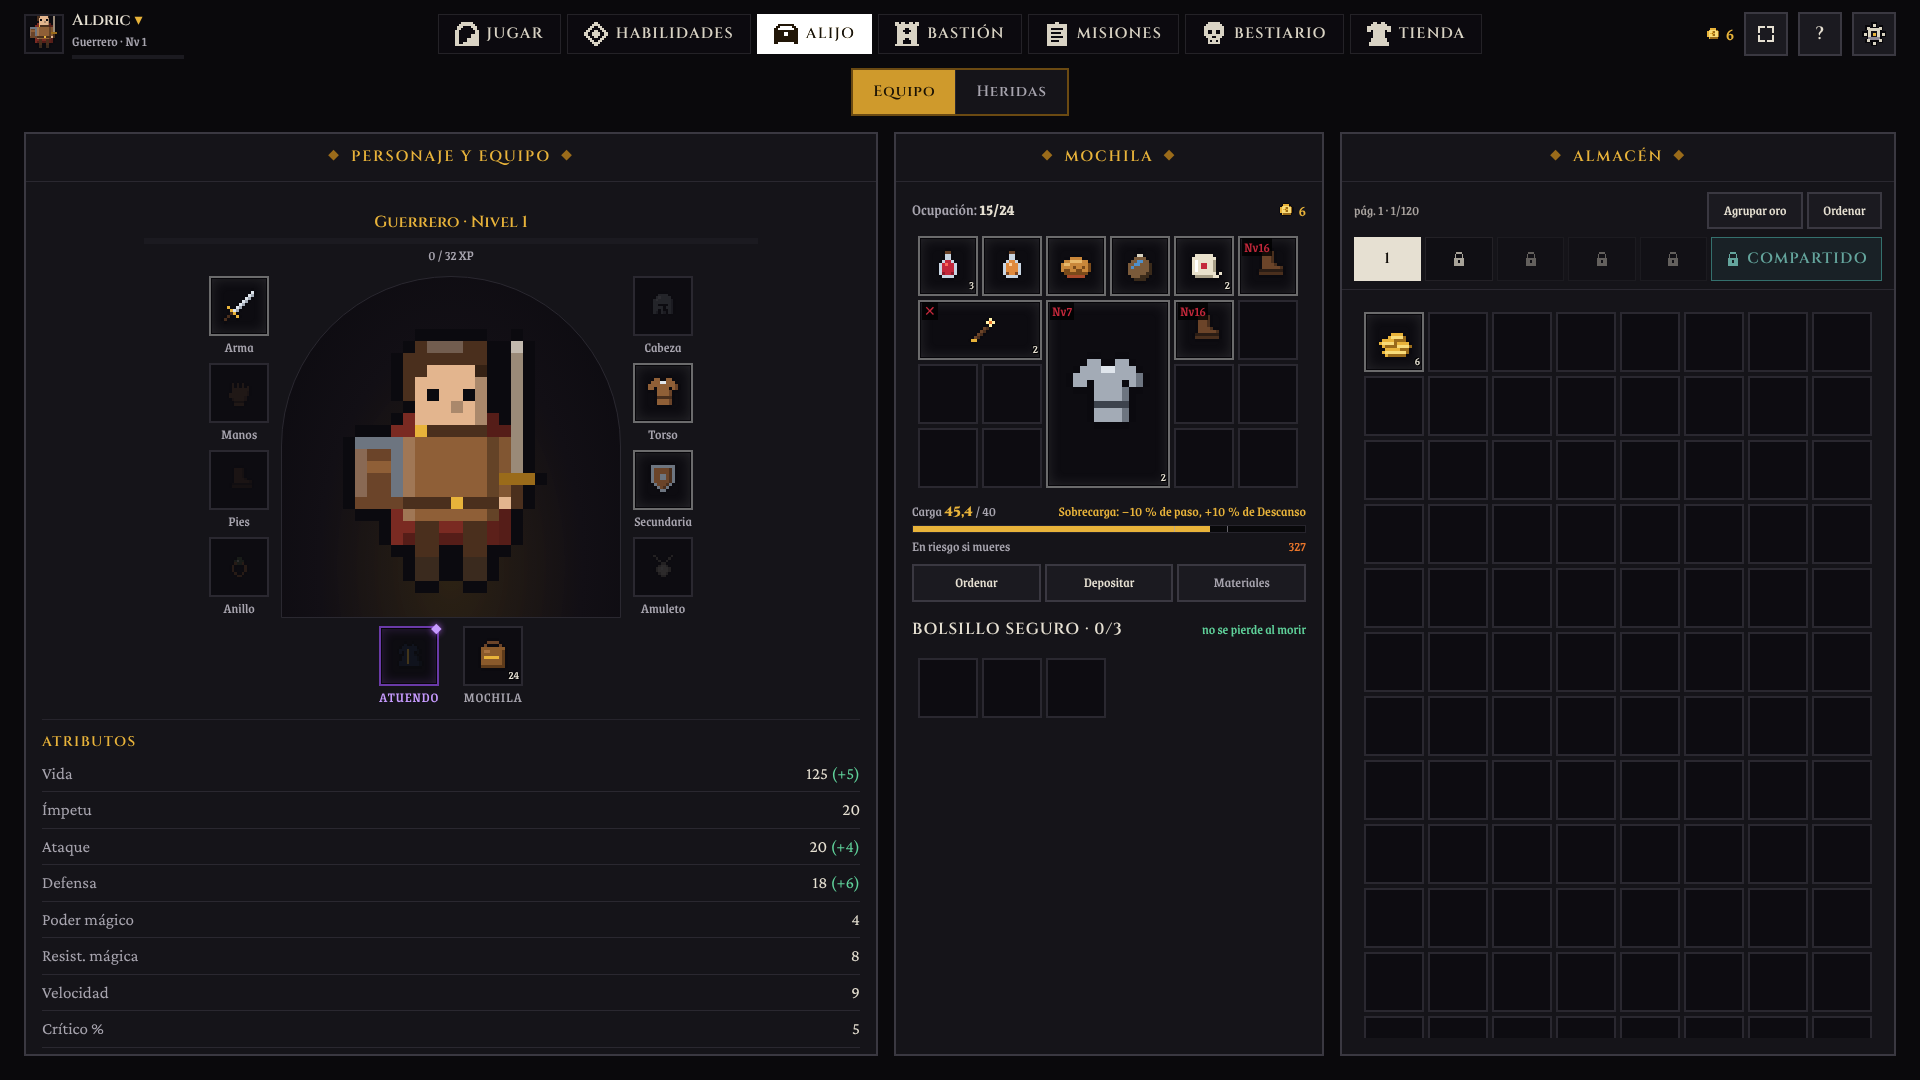 ALDRIC ▾
Guerrero · Nv 1
JUGAR
HABILIDADES
ALIJO
BASTIÓN
MISIONES
BESTIARIO
TIENDA
6
?
EQUIPO
HERIDAS
PERSONAJE Y EQUIPO
GUERRERO · NIVEL 1
0 / 32 XP
Arma
Cabeza
Manos
Torso
Pies
Secundaria
Anillo
Amuleto
24
ATUENDO
MOCHILA
ATRIBUTOS
Vida 125 (+5)
Ímpetu 20
Ataque 20 (+4)
Defensa 18 (+6)
Poder mágico 4
Resist. mágica 8
Velocidad 9
Crítico % 5
MOCHILA
Ocupación: 15/24
6
3
2
Nv16
2
Nv7
2
Nv16
Carga 45,4 / 40
Sobrecarga: −10 % de paso, +10 % de Descanso
En riesgo si mueres 327
Ordenar
Depositar
Materiales
BOLSILLO SEGURO · 0/3
no se pierde al morir
ALMACÉN
pág. 1 · 1/120
Agrupar oro
Ordenar
1
COMPARTIDO
6